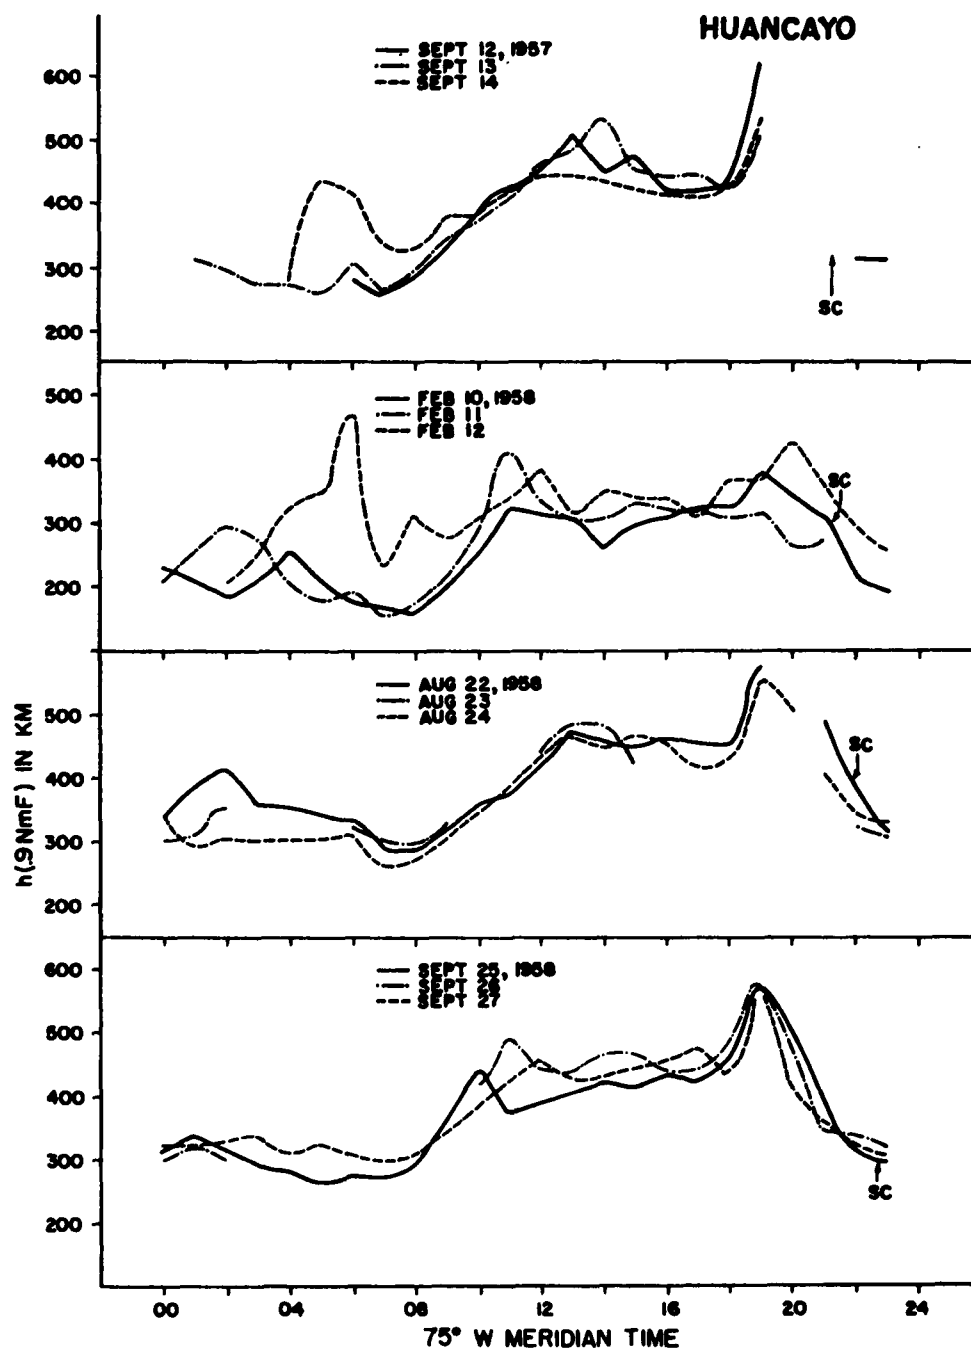 HUANCAYO
SEPT 12, 1957
SEPT 13
SEPT 14
600
500
400
300
200
SC
FEB 10, 1958
FEB 11
FEB 12
500
400
300
200
SC
AUG 22, 1958
AUG 23
AUG 24
500
400
300
200
SC
h(.9NmF) IN KM
SEPT 25, 1958
SEPT 26
SEPT 27
600
500
400
300
200
SC
00 04 08 12 16 20 24
75° W MERIDIAN TIME